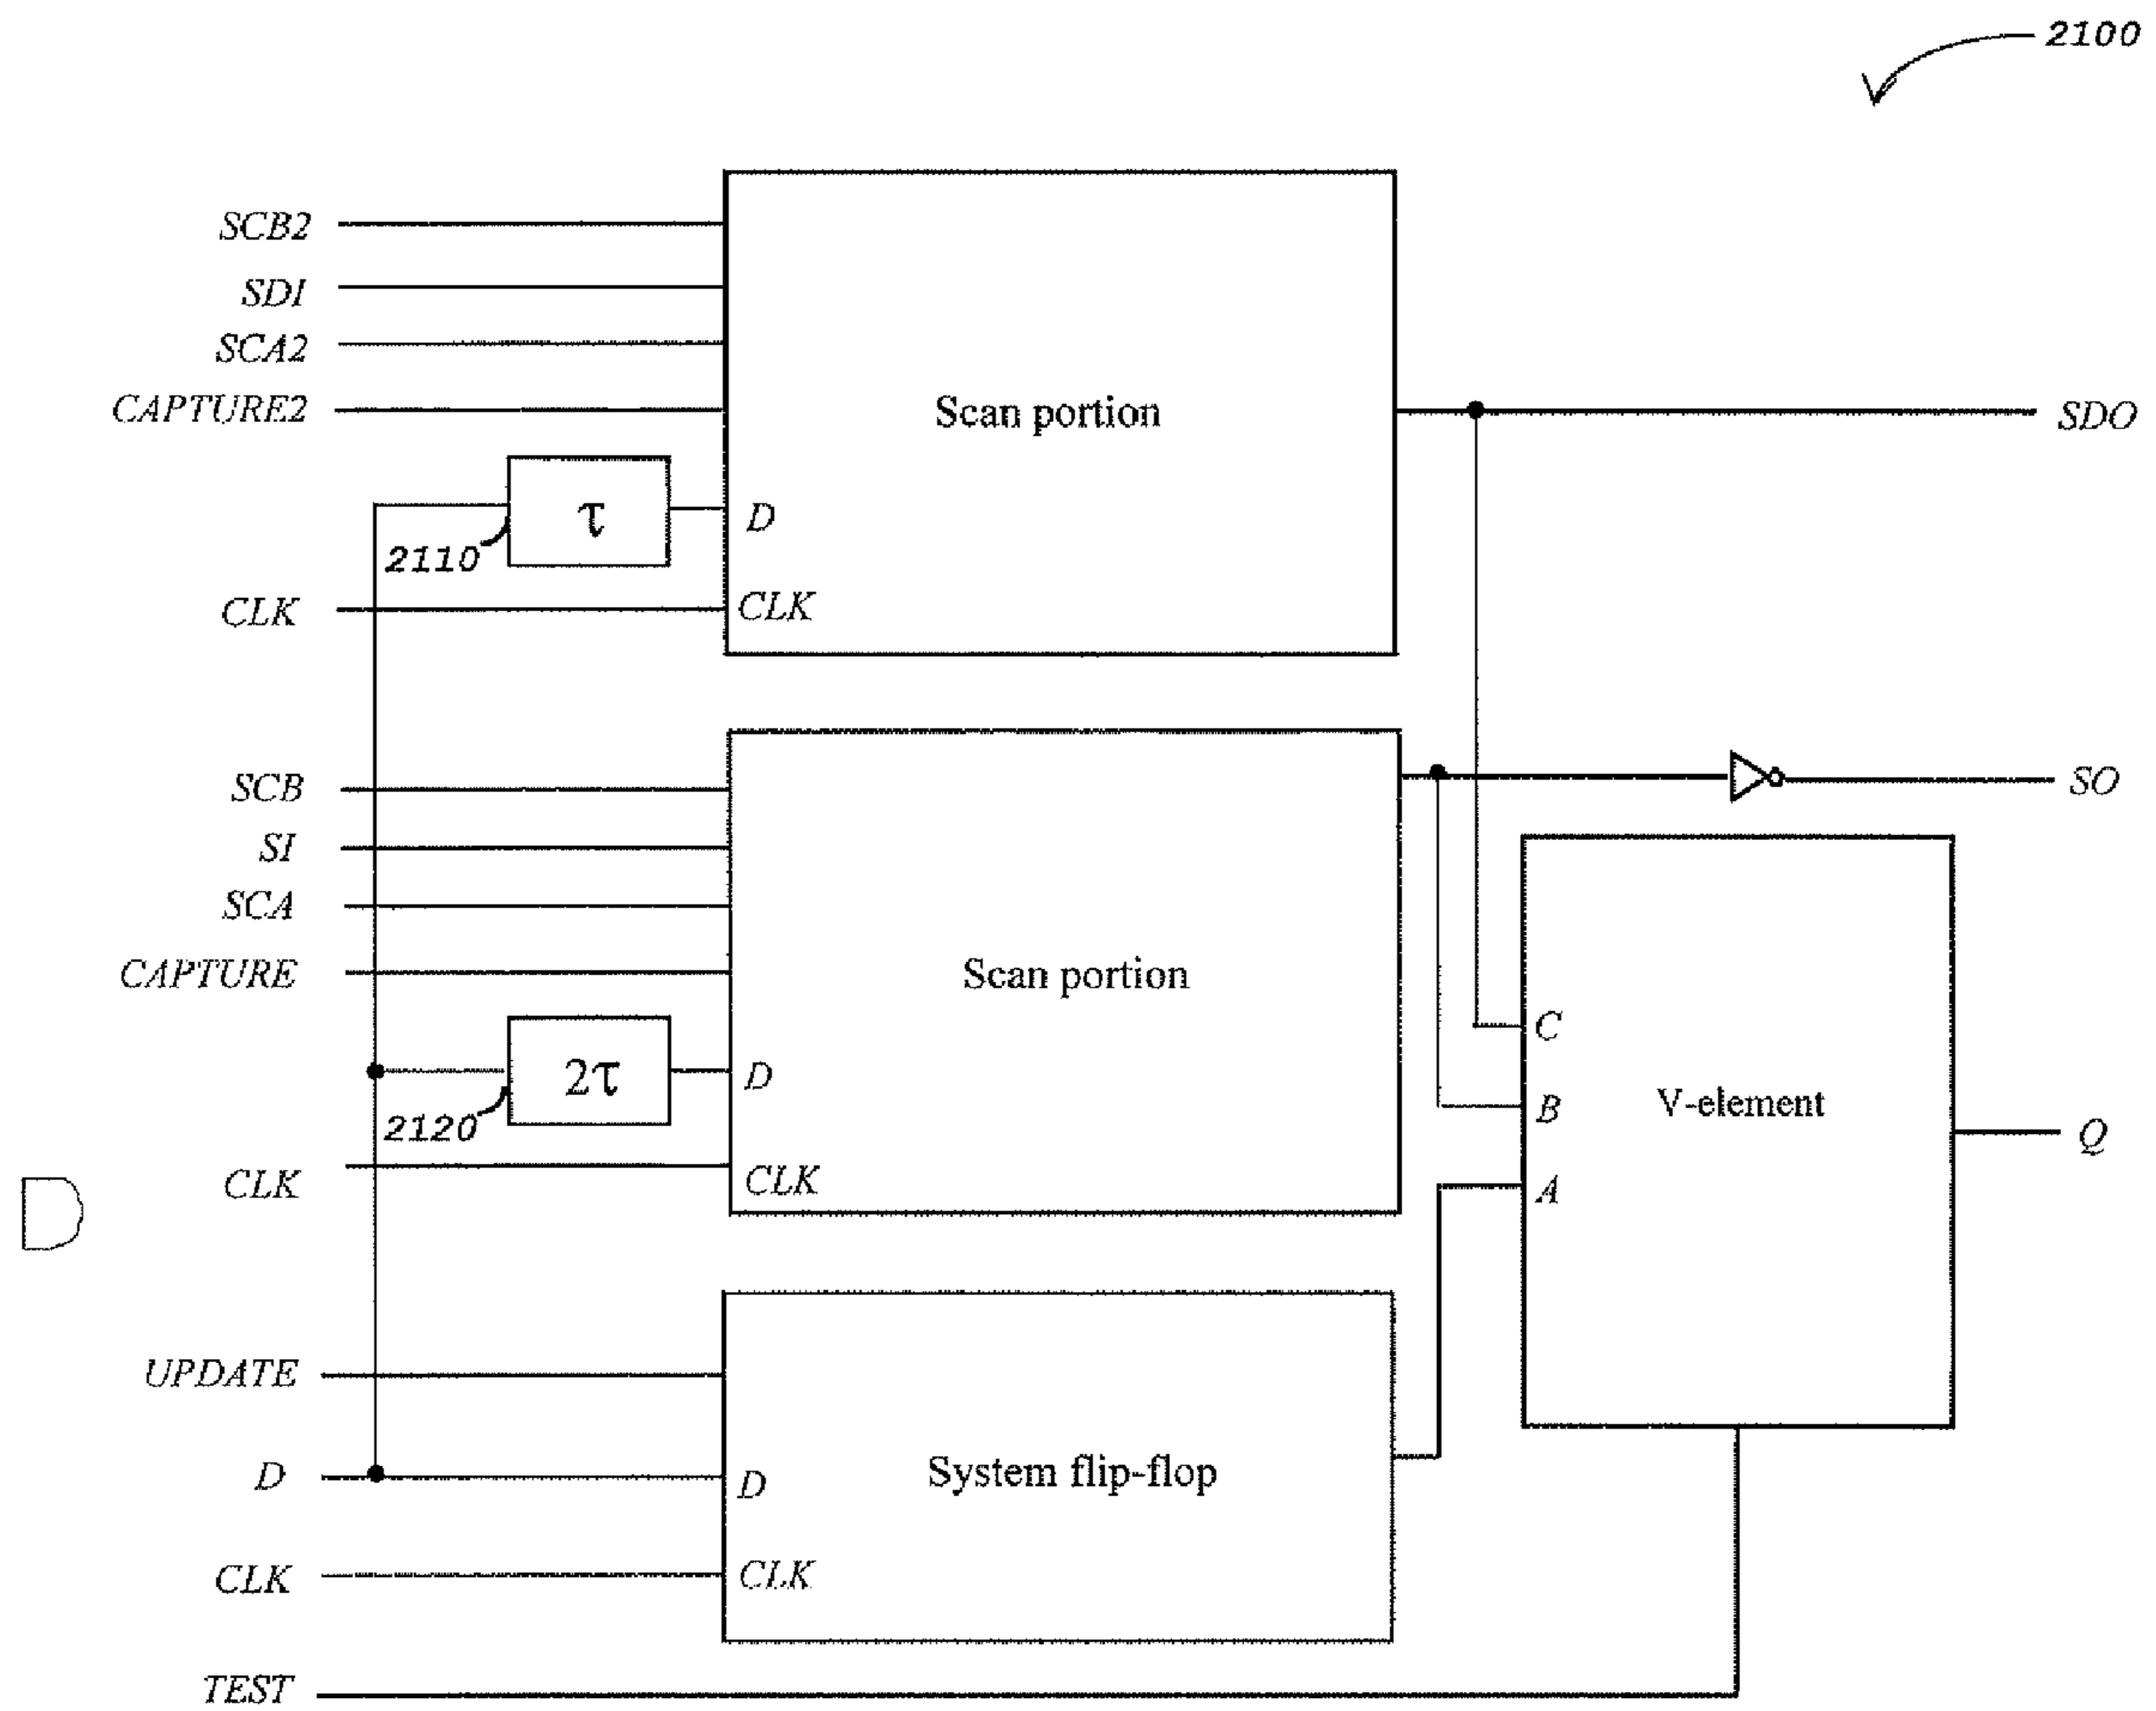 2100
SCB2
SDI
SCA2
CAPTURE2
Scan portion
SDO
τ
D
2110
CLK
CLK
SCB
SO
SI
SCA
CAPTURE
Scan portion
C
2τ
D
B
V-element
2120
Q
CLK
CLK
A
UPDATE
D
D
System flip-flop
CLK
CLK
TEST